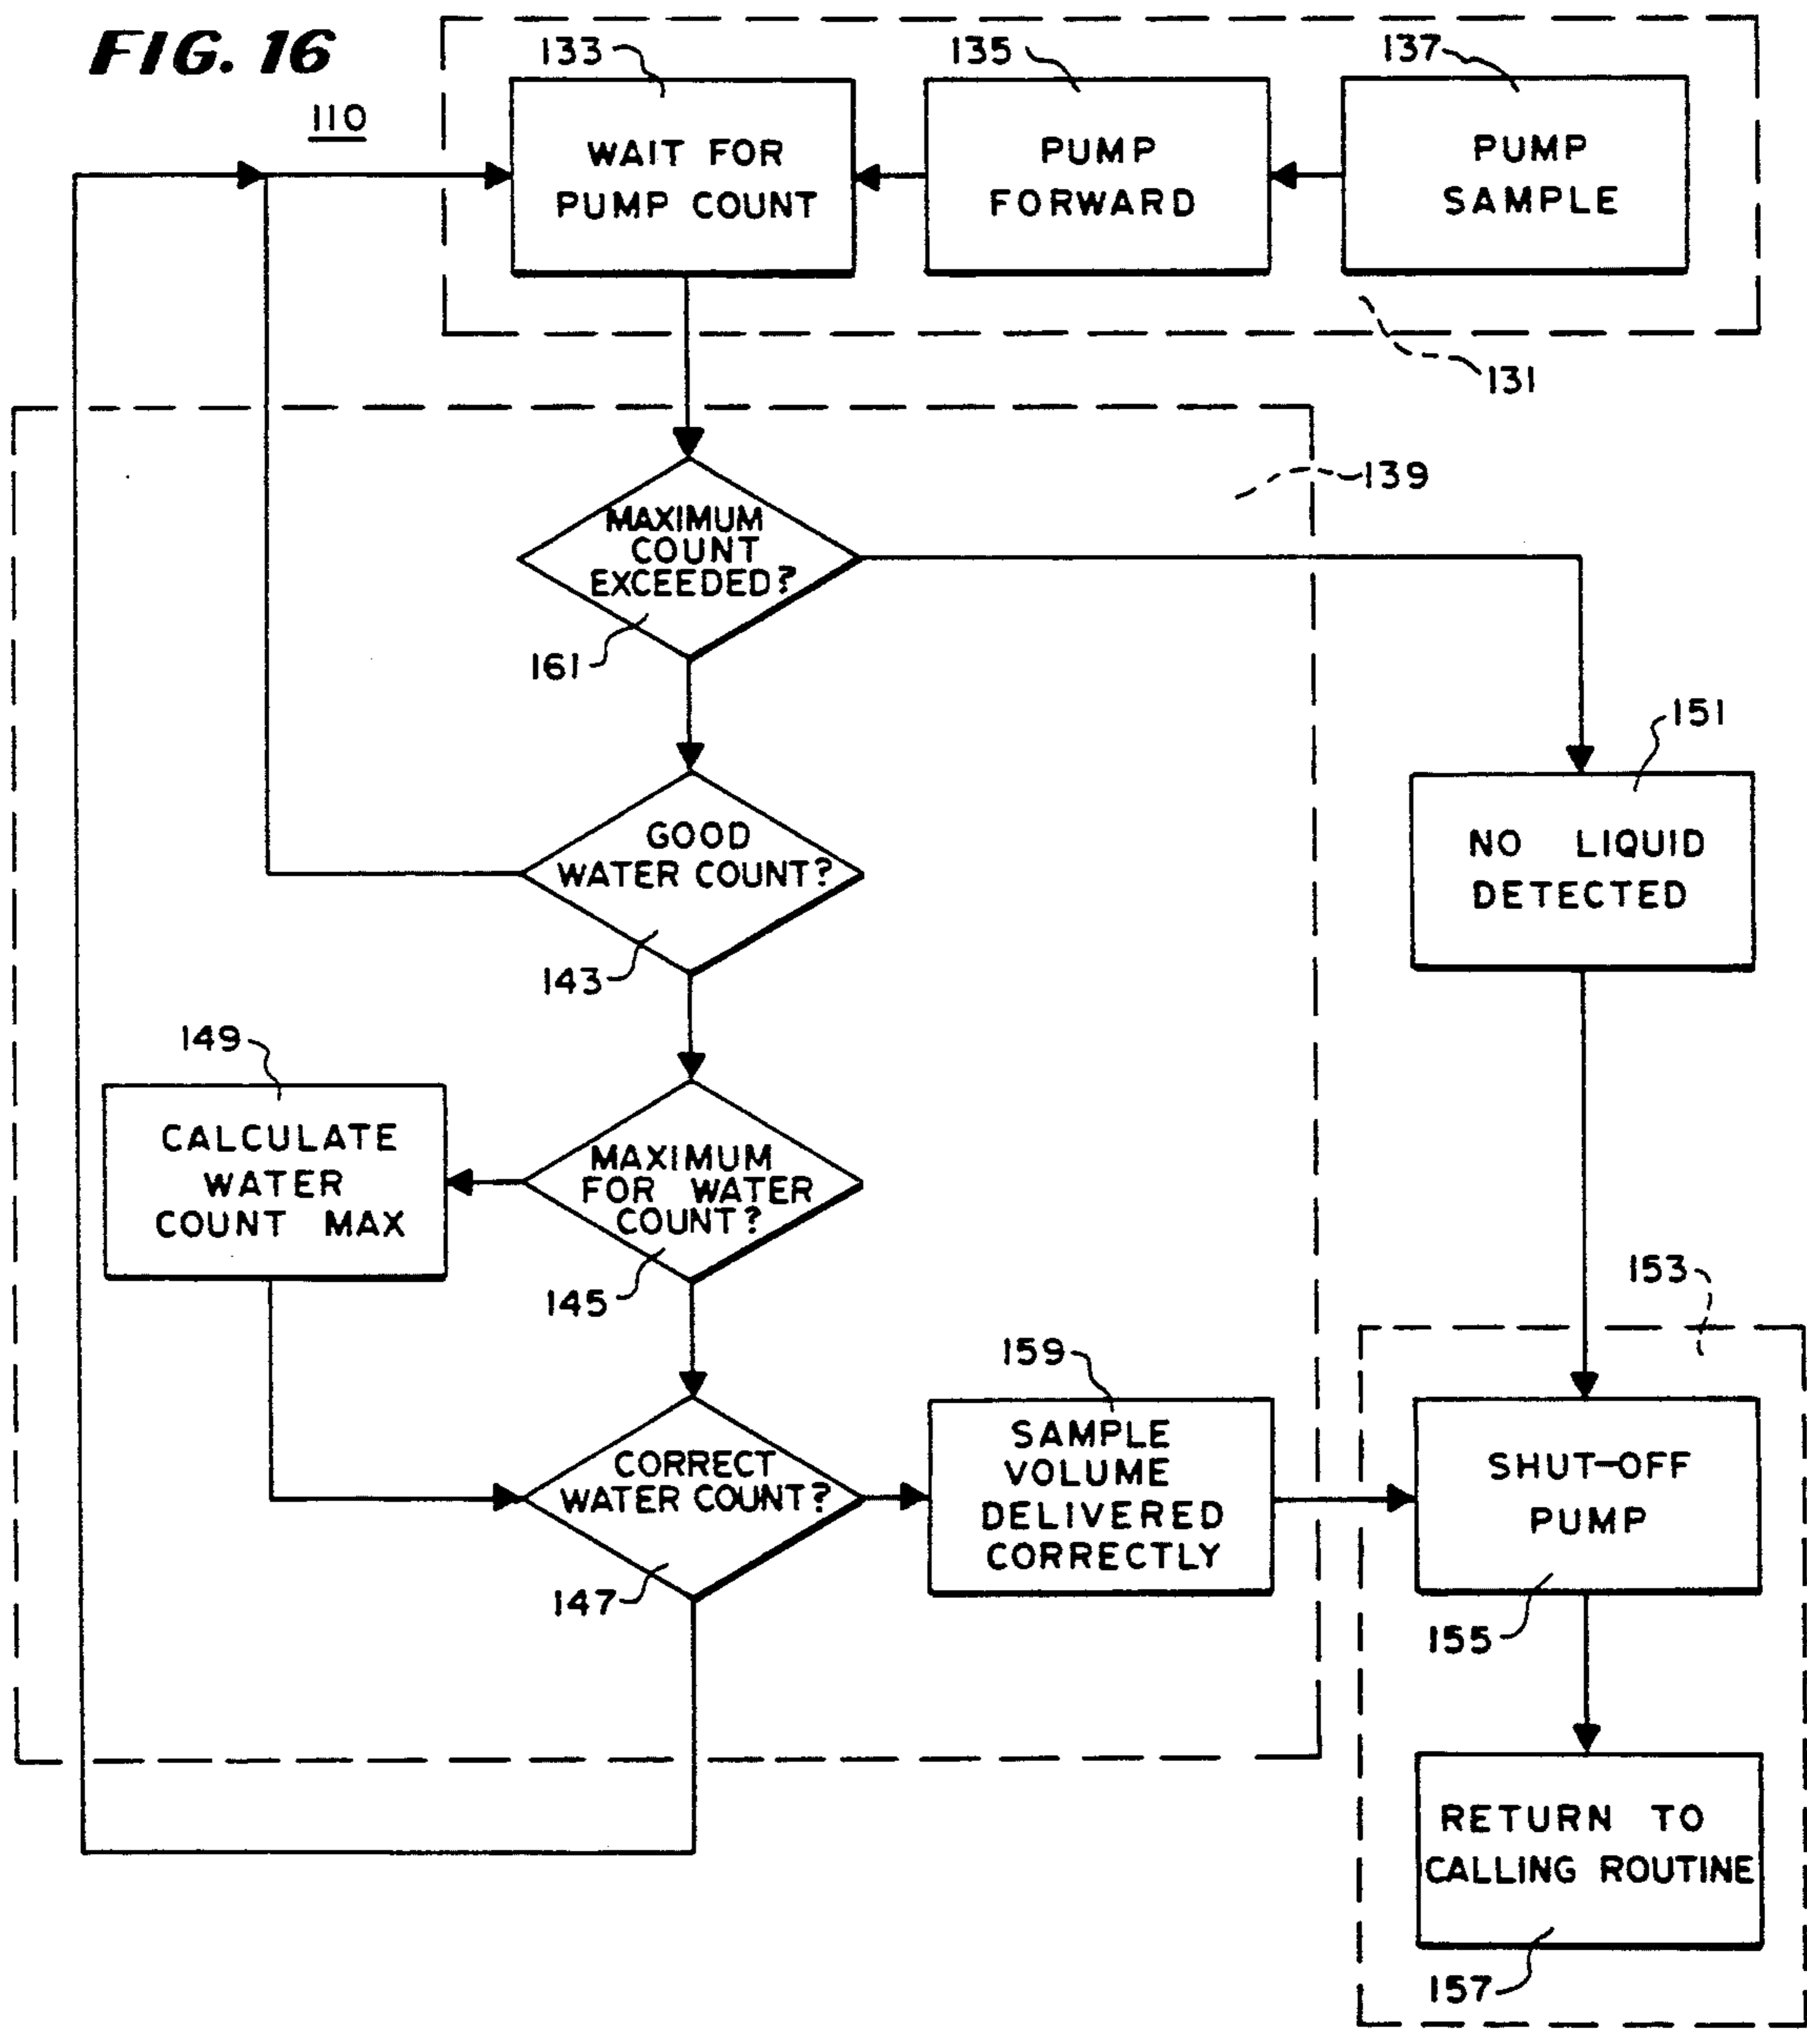 FIG. 16
110
133
135
137
WAIT FOR
PUMP COUNT
PUMP
FORWARD
PUMP
SAMPLE
131
139
MAXIMUM
COUNT
EXCEEDED?
161
151
NO LIQUID
DETECTED
GOOD
WATER COUNT?
143
149
CALCULATE
WATER
COUNT MAX
MAXIMUM
FOR WATER
COUNT?
145
153
159
CORRECT
WATER COUNT?
147
SAMPLE
VOLUME
DELIVERED
CORRECTLY
SHUT-OFF
PUMP
155
RETURN TO
CALLING ROUTINE
157